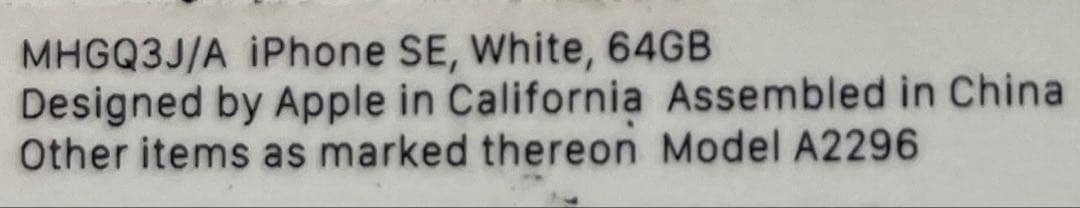 MHGQ3J/A iPhone SE, White, 64GB
Designed by Apple in California Assembled in China
Other items as marked thereon Model A2296